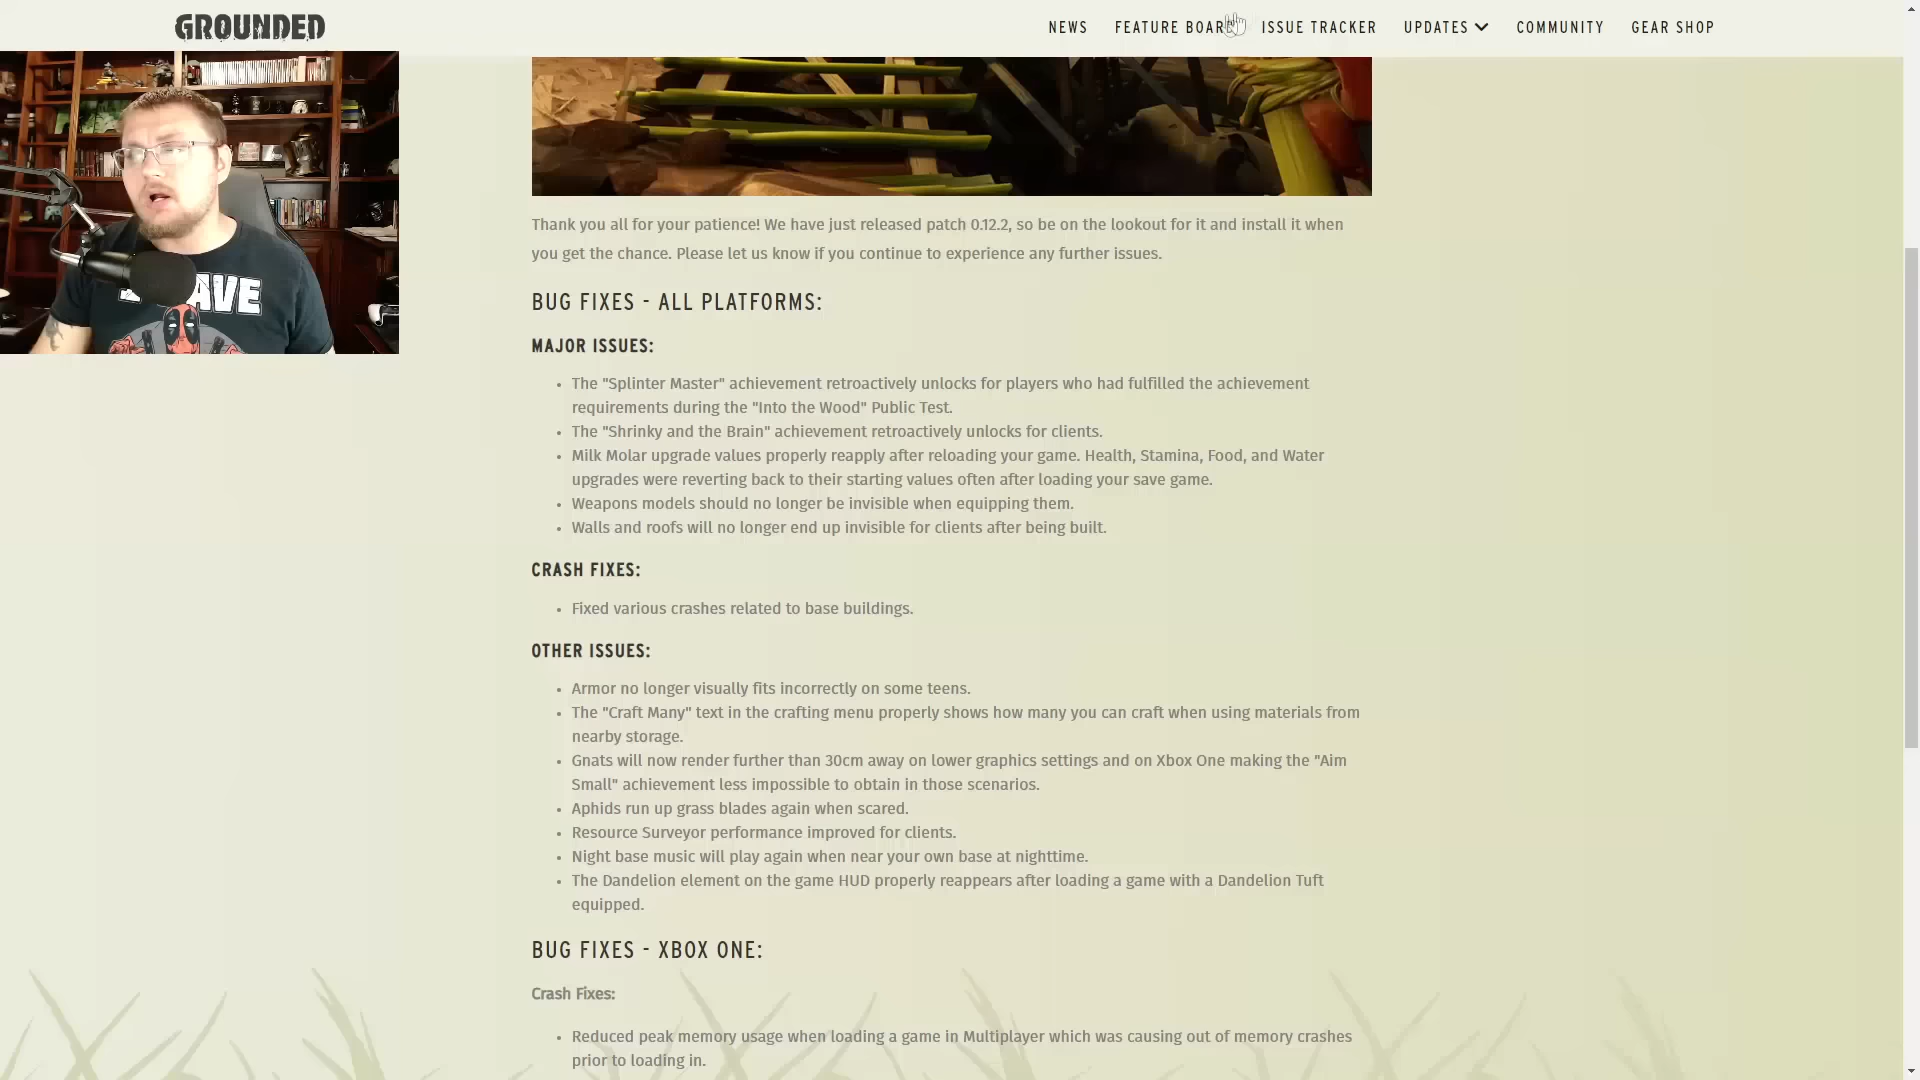 GROUNDED
NEWS FEATURE BOARD ISSUE TRACKER UPDATES COMMUNITY GEAR SHOP
AVE
Thank you all for your patience! We have just released patch 0.12.2, so be on the lookout for it and install it when
you get the chance. Please let us know if you continue to experience any further issues.
BUG FIXES - ALL PLATFORMS:
MAJOR ISSUES:
• The "Splinter Master" achievement retroactively unlocks for players who had fulfilled the achievement
requirements during the "Into the Wood" Public Test.
• The "Shrinky and the Brain" achievement retroactively unlocks for clients.
• Milk Molar upgrade values properly reapply after reloading your game. Health, Stamina, Food, and Water
upgrades were reverting back to their starting values often after loading your save game.
• Weapons models should no longer be invisible when equipping them.
• Walls and roofs will no longer end up invisible for clients after being built.
CRASH FIXES:
• Fixed various crashes related to base buildings.
OTHER ISSUES:
• Armor no longer visually fits incorrectly on some teens.
• The "Craft Many" text in the crafting menu properly shows how many you can craft when using materials from
nearby storage.
• Gnats will now render further than 30cm away on lower graphics settings and on Xbox One making the "Aim
Small" achievement less impossible to obtain in those scenarios.
• Aphids run up grass blades again when scared.
• Resource Surveyor performance improved for clients.
• Night base music will play again when near your own base at nighttime.
• The Dandelion element on the game HUD properly reappears after loading a game with a Dandelion Tuft
equipped.
BUG FIXES - XBOX ONE:
Crash Fixes:
• Reduced peak memory usage when loading a game in Multiplayer which was causing out of memory crashes
prior to loading in.